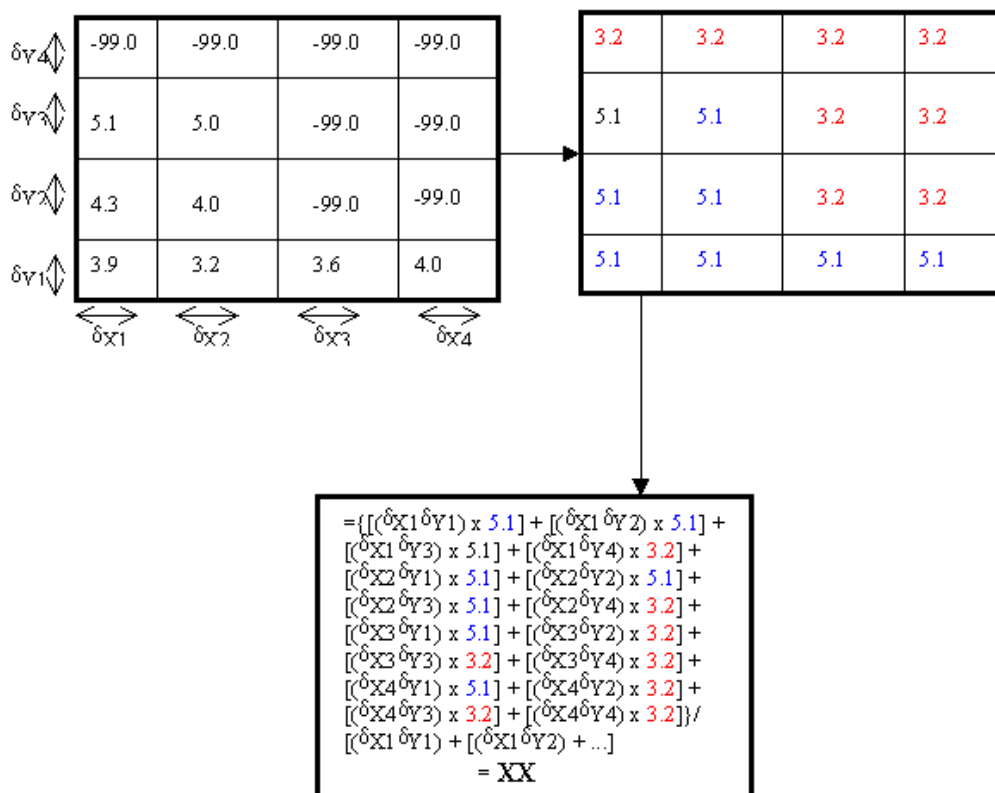 δY4 -99.0 -99.0 -99.0 -99.0
δY3 5.1 5.0 -99.0 -99.0
δY2 4.3 4.0 -99.0 -99.0
δY1 3.9 3.2 3.6 4.0
δX1 δX2 δX3 δX4
3.2 3.2 3.2 3.2
5.1 5.1 3.2 3.2
5.1 5.1 3.2 3.2
5.1 5.1 5.1 5.1
={[(δX1δY1) x 5.1] + [(δX1δY2) x 5.1] +
[(δX1δY3) x 5.1] + [(δX1δY4) x 3.2] +
[(δX2δY1) x 5.1] + [(δX2δY2) x 5.1] +
[(δX2δY3) x 5.1] + [(δX2δY4) x 3.2] +
[(δX3δY1) x 5.1] + [(δX3δY2) x 3.2] +
[(δX3δY3) x 3.2] + [(δX3δY4) x 3.2] +
[(δX4δY1) x 5.1] + [(δX4δY2) x 3.2] +
[(δX4δY3) x 3.2] + [(δX4δY4) x 3.2]}/
[(δX1δY1) + [(δX1δY2) + ...]
= XX